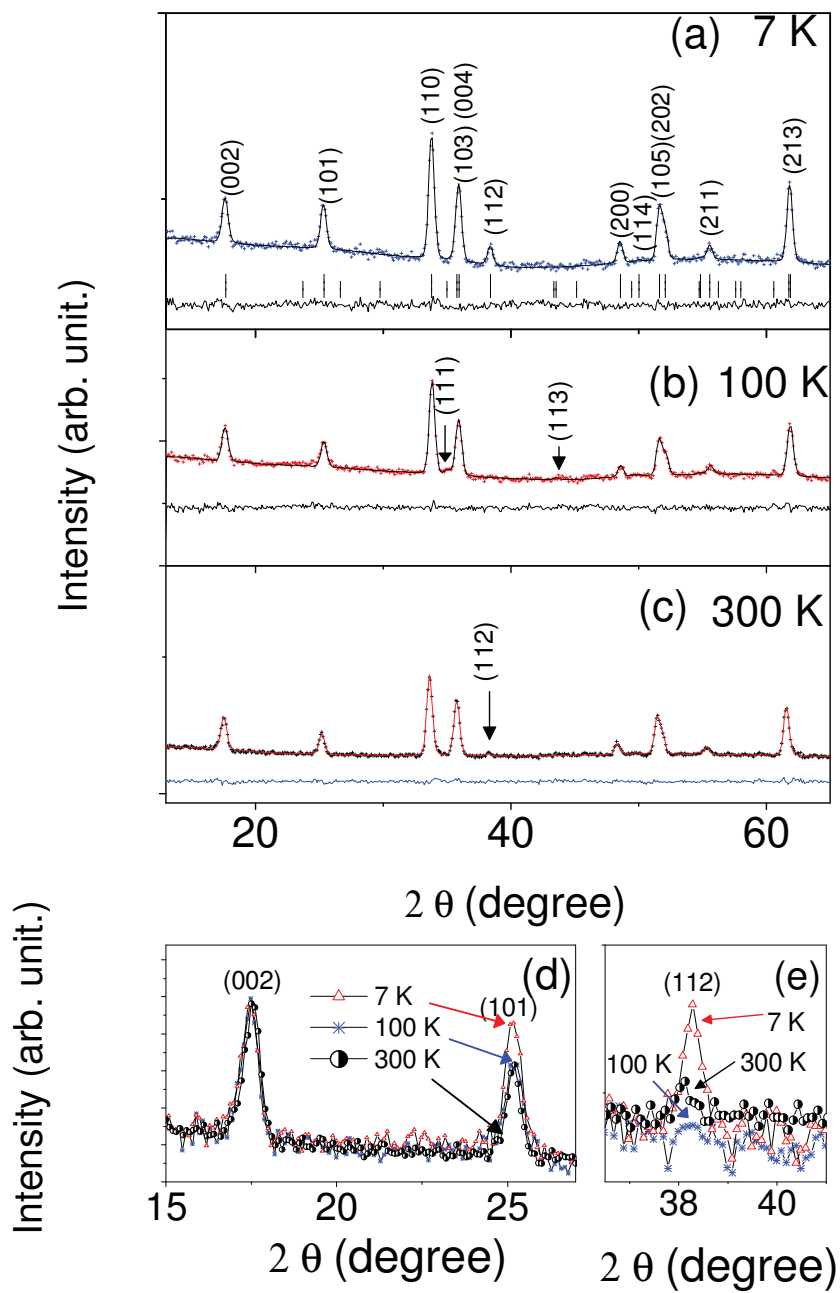 (a) 7 K
(002)
(101)
(110)
(103) (004)
(112)
(200)
(114)
(105)(202)
(211)
(213)
(b) 100 K
(111)
(113)
(c) 300 K
(112)
Intensity (arb. unit.)
20 40 60
2 θ (degree)
(d)
(002)
(101)
7 K
100 K
300 K
Intensity (arb. unit.)
15 20 25
2 θ (degree)
(e)
(112)
7 K
100 K
300 K
38 40
2 θ (degree)